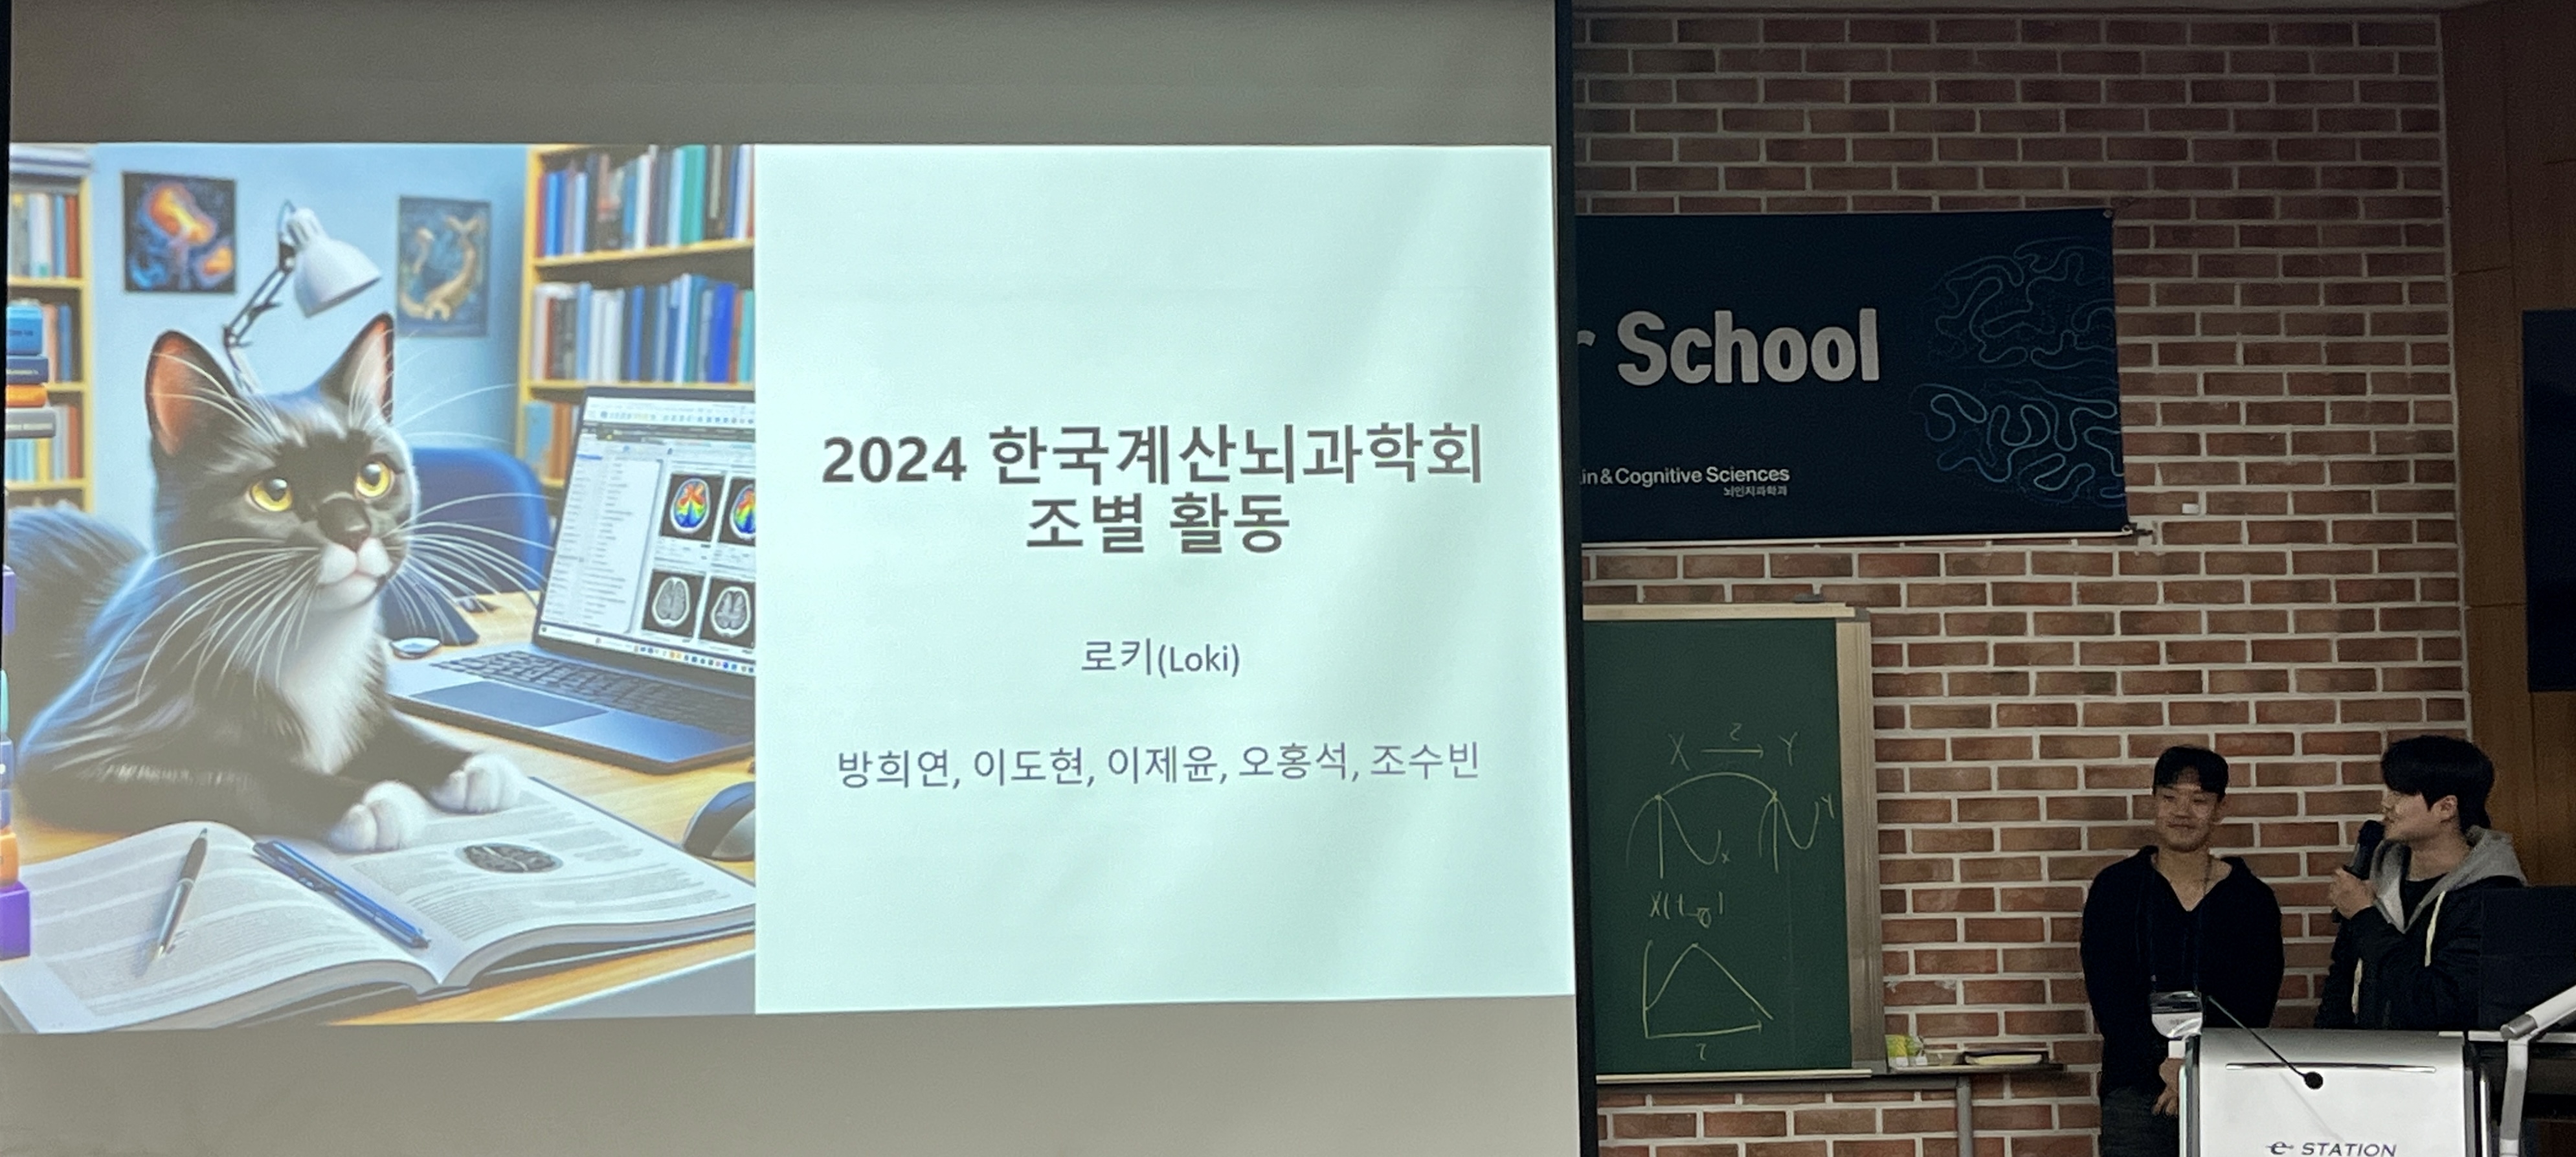 2024 한국계산뇌과학회
조별 활동
로키(Loki)
방희연, 이도현, 이제윤, 오홍석, 조수빈
School
& Cognitive Sciences
뇌인지과학과
X → Y
e STATION